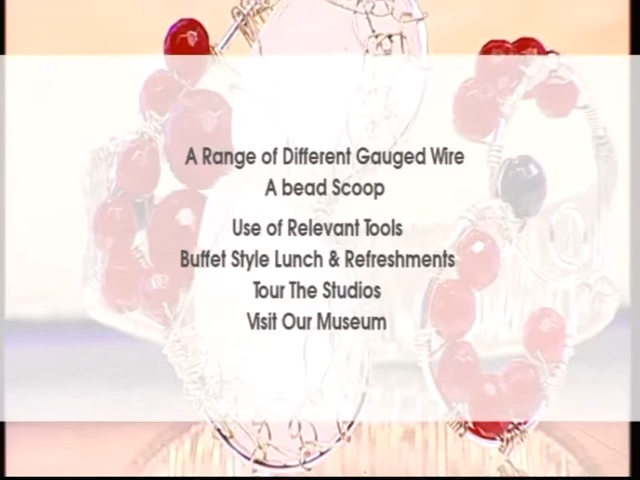 A Range of Different Gauged Wire
A bead Scoop
Use of Relevant Tools
Buffet Style Lunch & Refreshments
Tour The Studios
Visit Our Museum